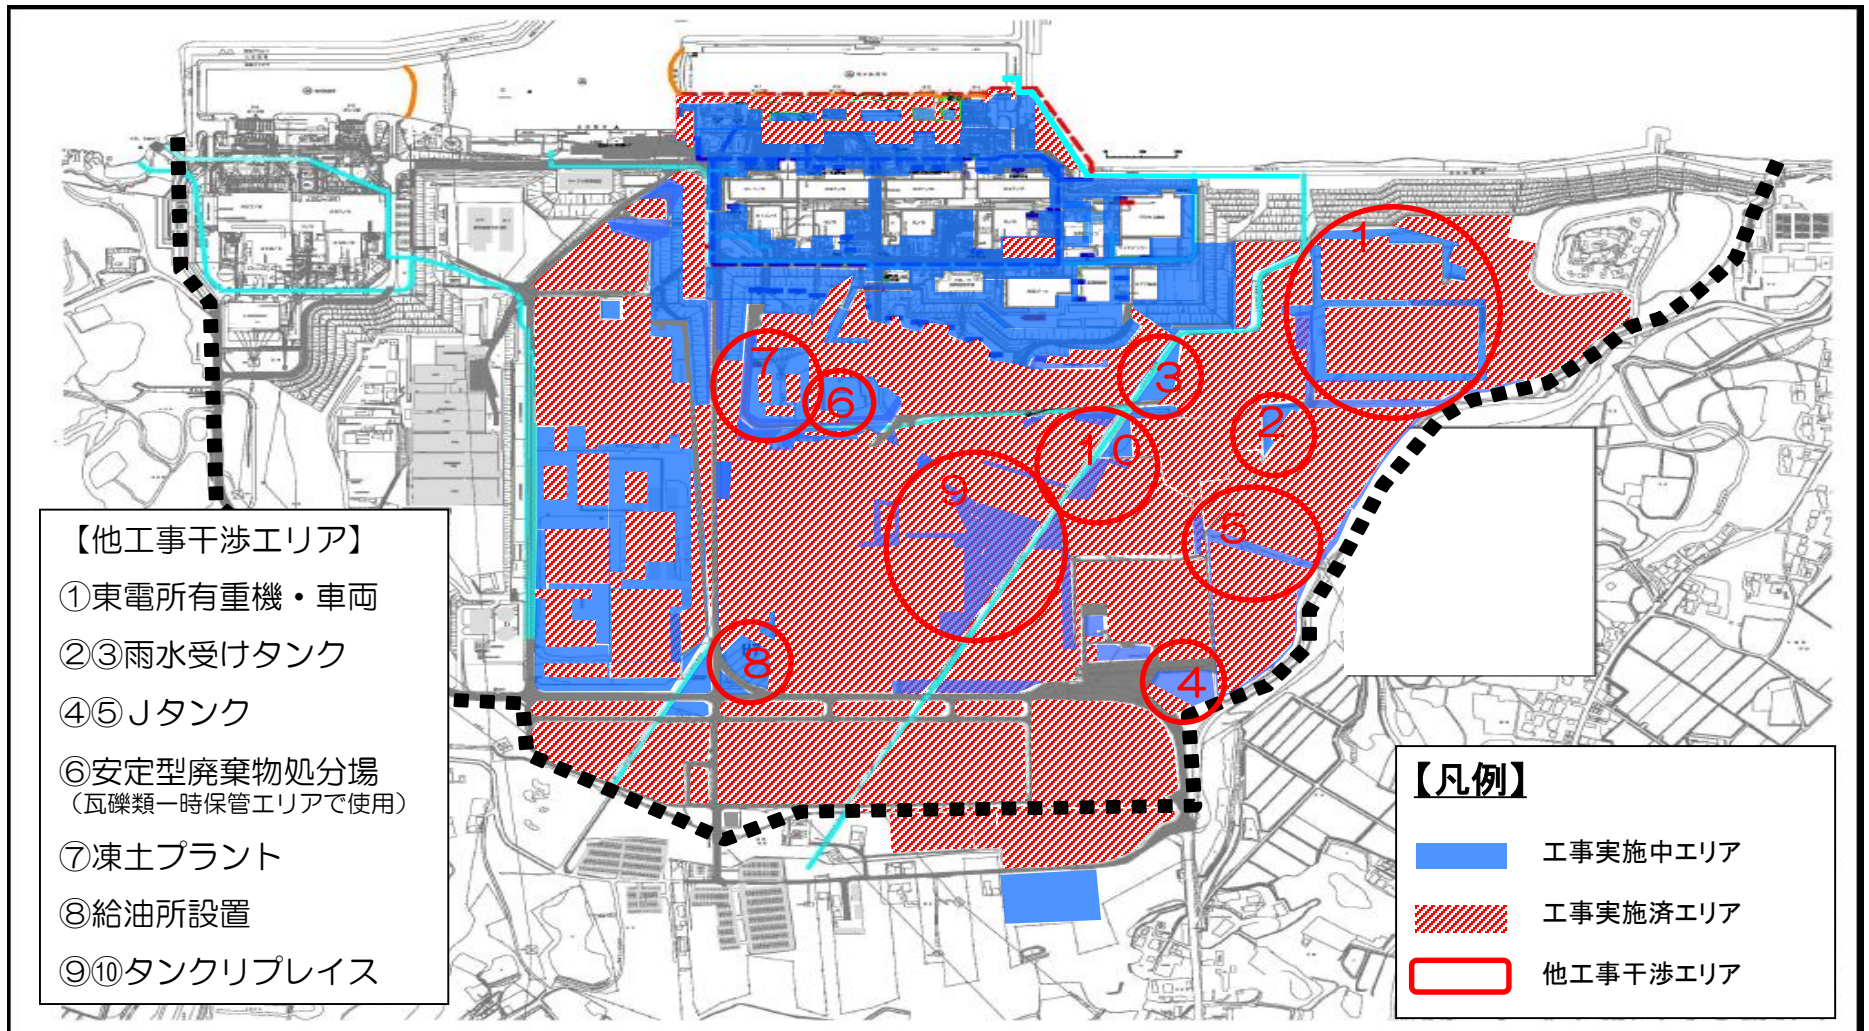 1
2
3
4
5
6
7
8
9
10
【他工事干渉エリア】
①東電所有重機・車両
②③雨水受けタンク
④⑤Jタンク
⑥安定型廃棄物処分場
(瓦礫類一時保管エリアで使用)
⑦凍土プラント
⑧給油所設置
⑨⑩タンクリプレイス
【凡例】
工事実施中エリア
工事実施済エリア
他工事干渉エリア